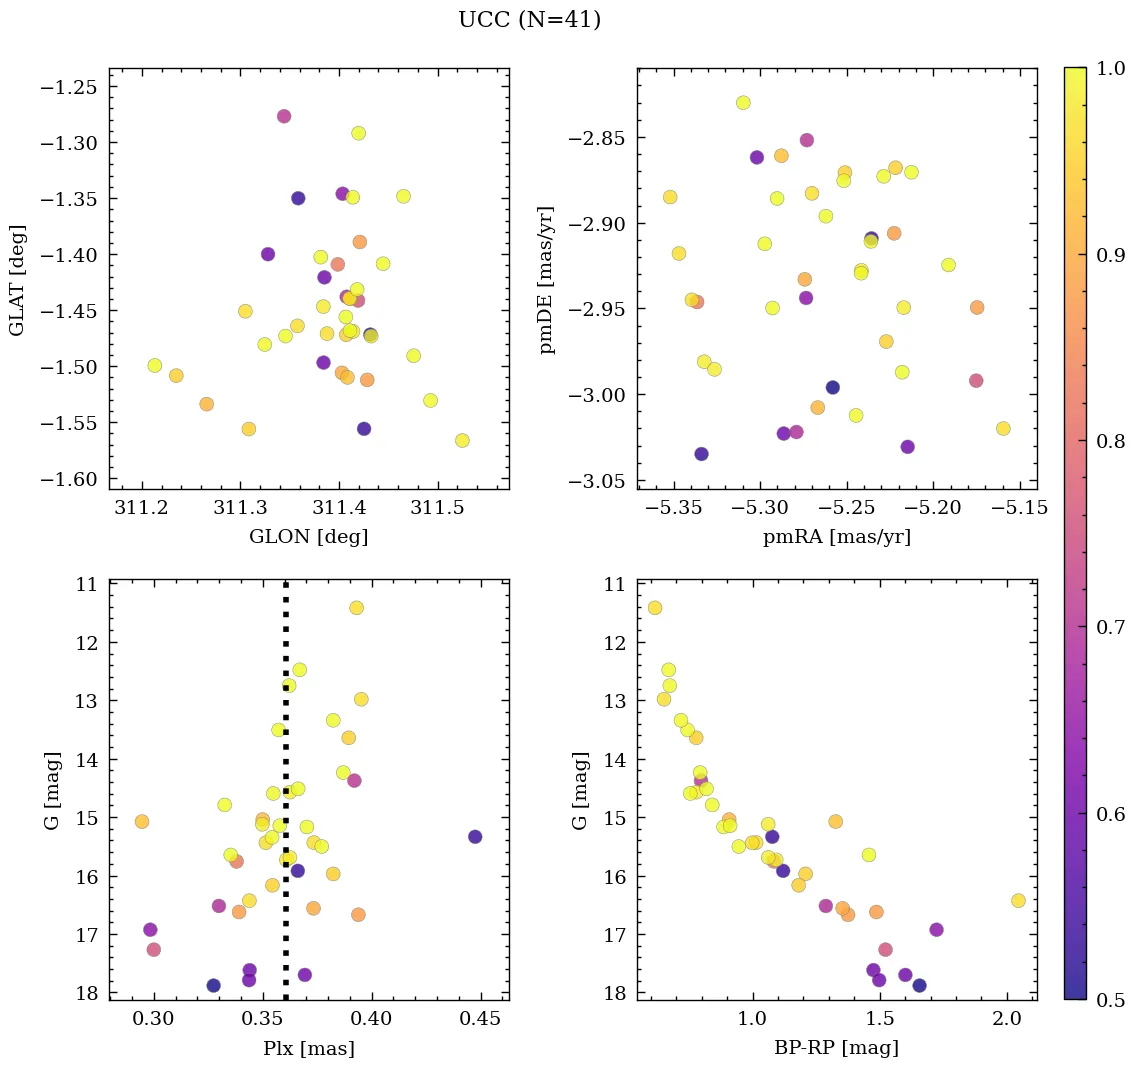 UCC (N=41)
−1.25
−1.30
−1.35
−1.40
−1.45
−1.50
−1.55
−1.60
GLAT [deg]
311.2 311.3 311.4 311.5
GLON [deg]
−2.85
−2.90
−2.95
−3.00
−3.05
pmDE [mas/yr]
−5.35 −5.30 −5.25 −5.20 −5.15
pmRA [mas/yr]
11
12
13
14
15
16
17
18
G [mag]
0.30 0.35 0.40 0.45
Plx [mas]
11
12
13
14
15
16
17
18
G [mag]
1.0 1.5 2.0
BP-RP [mag]
1.0
0.9
0.8
0.7
0.6
0.5